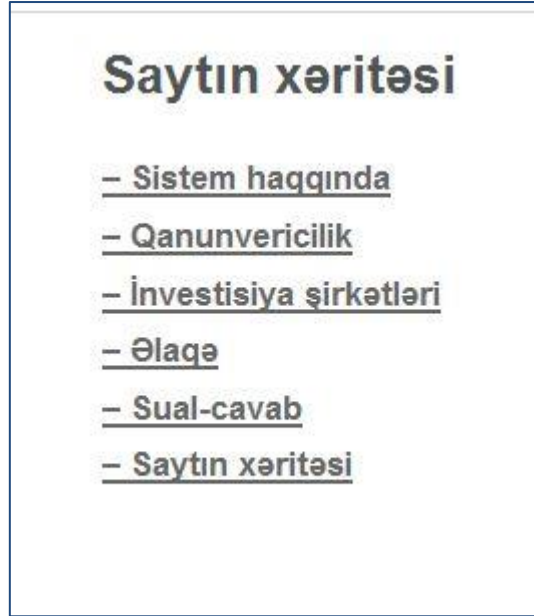 Saytın xəritəsi
– Sistem haqqında
– Qanunvericilik
– İnvestisiya şirkətləri
– Əlaqə
– Sual-cavab
– Saytın xəritəsi